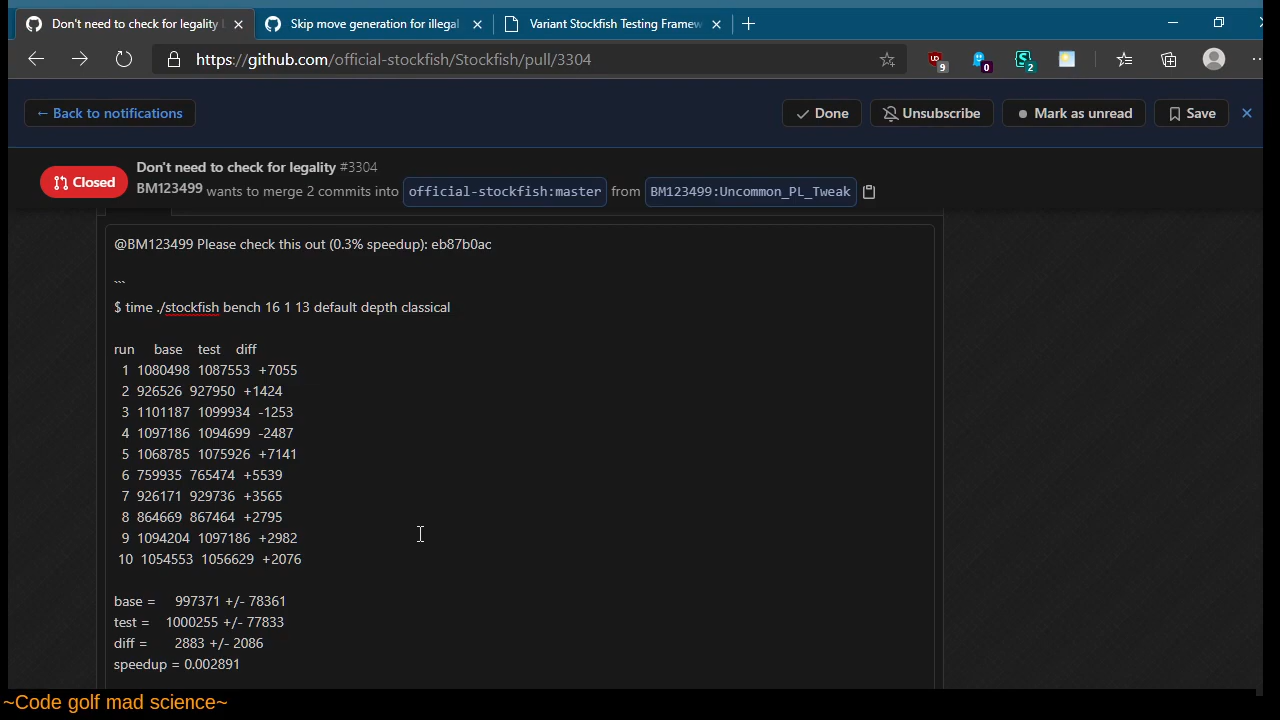 Don't need to check for legality
Skip move generation for illegal
Variant Stockfish Testing Framew
https://github.com/official-stockfish/Stockfish/pull/3304
9
0
2
← Back to notifications
Done
Unsubscribe
Mark as unread
Save
Closed
Don't need to check for legality #3304
BM123499 wants to merge 2 commits into official-stockfish:master from BM123499:Uncommon_PL_Tweak
@BM123499 Please check this out (0.3% speedup): eb87b0ac
```
$ time ./stockfish bench 16 1 13 default depth classical
run base test diff
1 1080498 1087553 +7055
2 926526 927950 +1424
3 1101187 1099934 -1253
4 1097186 1094699 -2487
5 1068785 1075926 +7141
6 759935 765474 +5539
7 926171 929736 +3565
8 864669 867464 +2795
9 1094204 1097186 +2982
10 1054553 1056629 +2076
base = 997371 +/- 78361
test = 1000255 +/- 77833
diff = 2883 +/- 2086
speedup = 0.002891
~Code golf mad science~